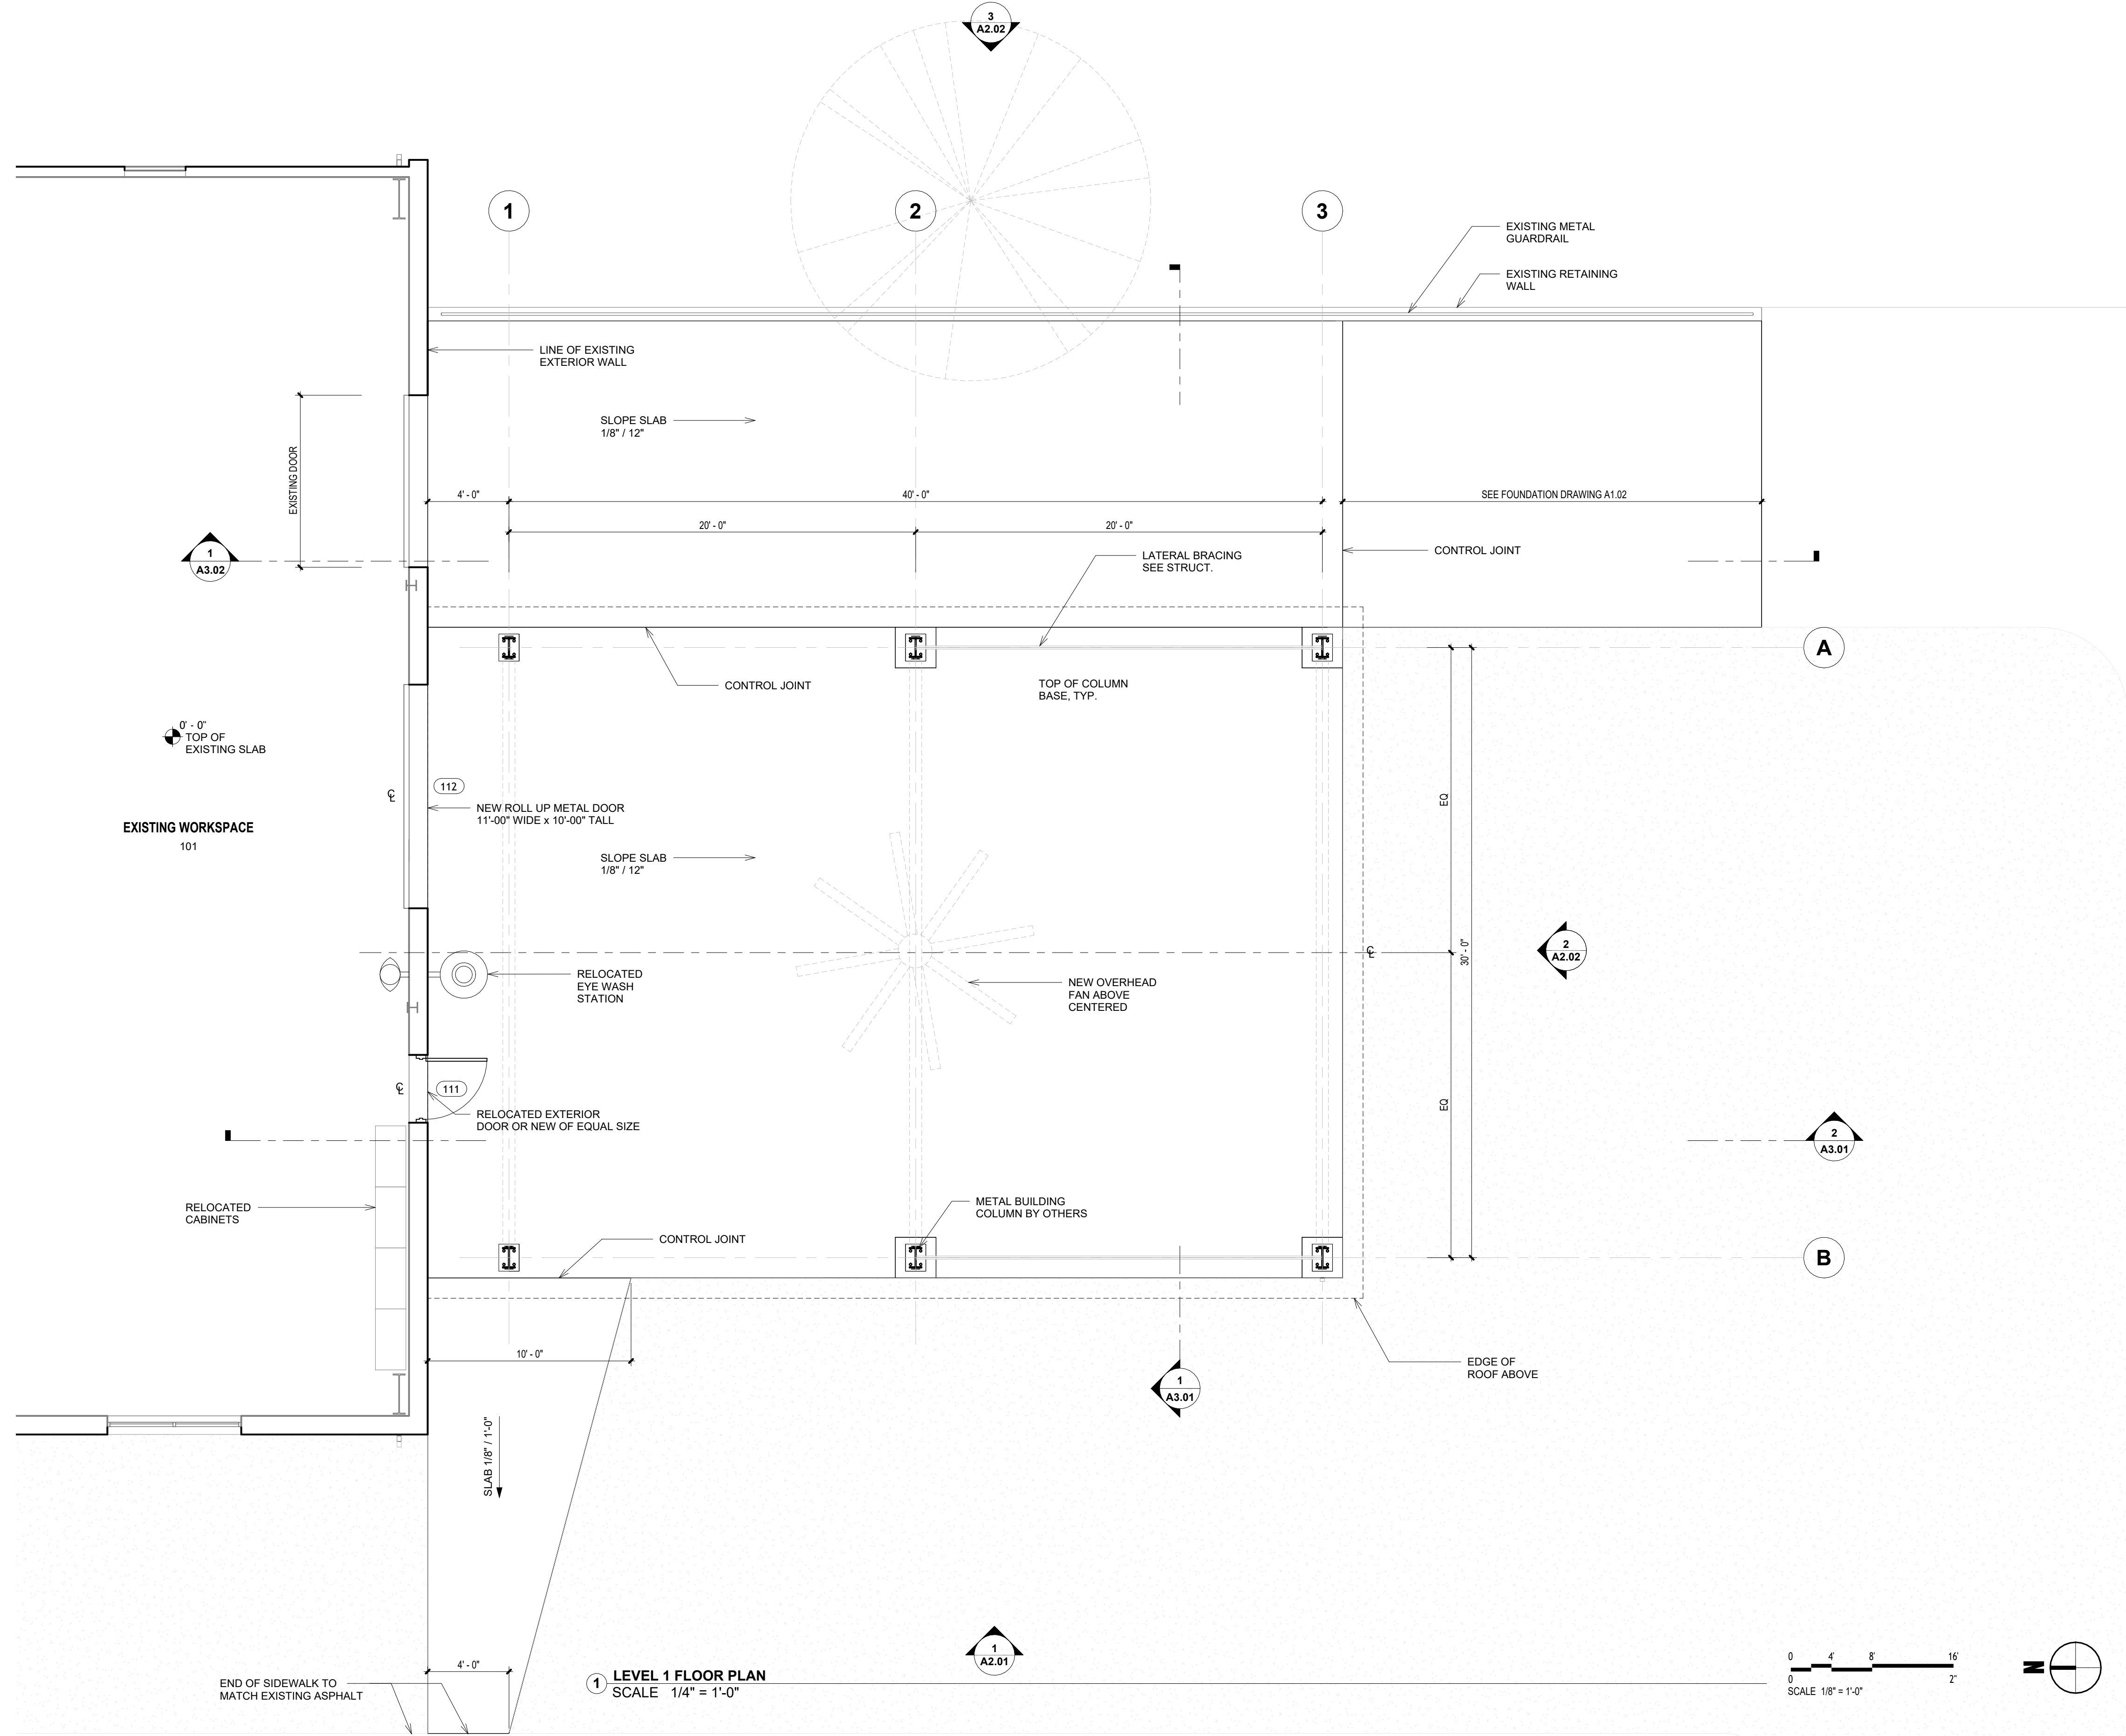 3
A2.02
1
2
3
EXISTING METAL
GUARDRAIL
EXISTING RETAINING
WALL
LINE OF EXISTING
EXTERIOR WALL
SLOPE SLAB
1/8" / 12"
EXISTING DOOR
4' - 0"
40' - 0"
SEE FOUNDATION DRAWING A1.02
20' - 0"
20' - 0"
1
A3.02
LATERAL BRACING
SEE STRUCT.
CONTROL JOINT
A
CONTROL JOINT
TOP OF COLUMN
BASE, TYP.
0' - 0"
TOP OF
EXISTING SLAB
112
NEW ROLL UP METAL DOOR
11'-00" WIDE x 10'-00" TALL
EQ
EXISTING WORKSPACE
101
SLOPE SLAB
1/8" / 12"
30' - 0"
2
A2.02
RELOCATED
EYE WASH
STATION
NEW OVERHEAD
FAN ABOVE
CENTERED
111
EQ
RELOCATED EXTERIOR
DOOR OR NEW OF EQUAL SIZE
2
A3.01
RELOCATED
CABINETS
METAL BUILDING
COLUMN BY OTHERS
CONTROL JOINT
B
10' - 0"
EDGE OF
ROOF ABOVE
1
A3.01
SLAB 1/8" / 1'-0"
4' - 0"
END OF SIDEWALK TO
MATCH EXISTING ASPHALT
1
LEVEL 1 FLOOR PLAN
SCALE 1/4" = 1'-0"
1
A2.01
0 4' 8' 16'
0 2"
SCALE 1/8" = 1'-0"
N